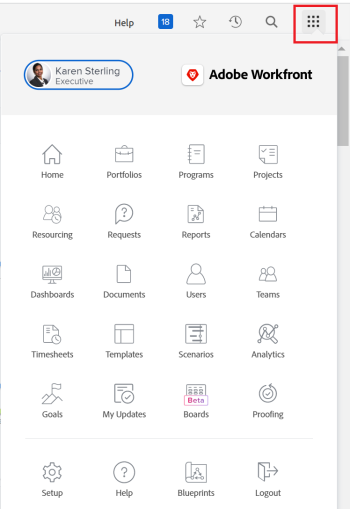 Help 18
Karen Sterling
Executive
Adobe Workfront
Home Portfolios Programs Projects
Resourcing Requests Reports Calendars
Dashboards Documents Users Teams
Timesheets Templates Scenarios Analytics
Beta
Goals My Updates Boards Proofing
Setup Help Blueprints Logout